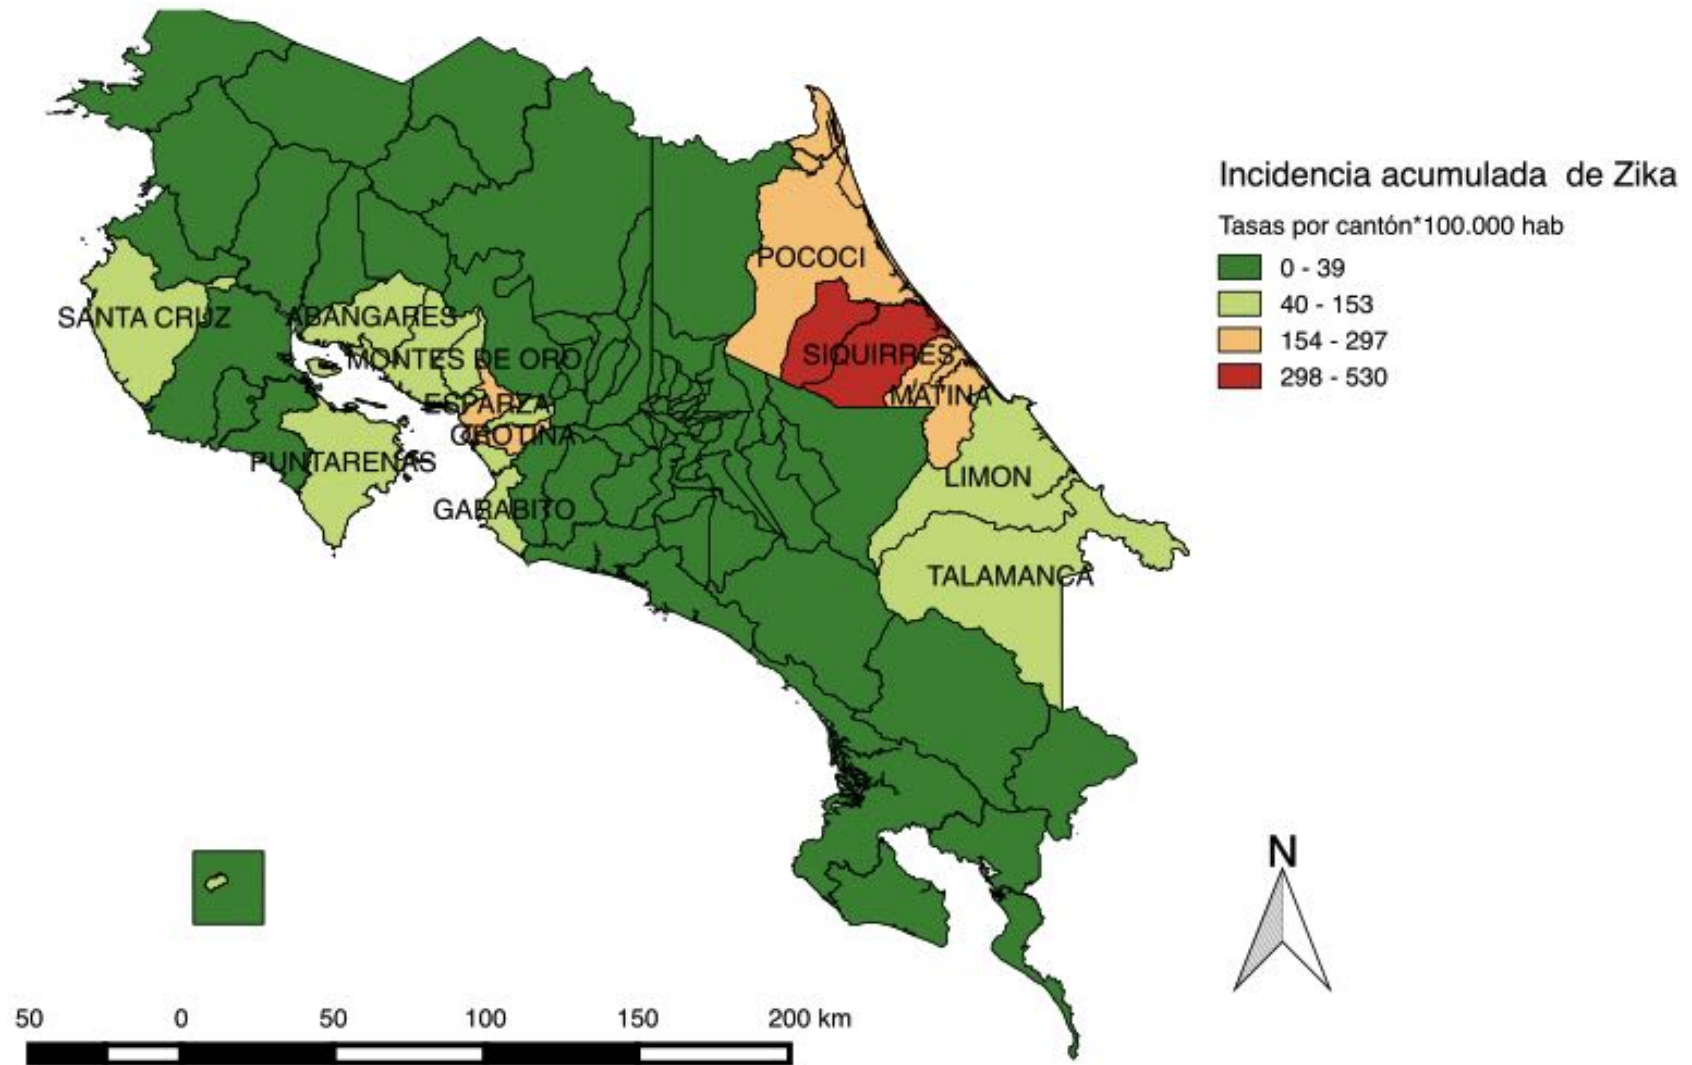 Incidencia acumulada de Zika
Tasas por cantón*100.000 hab
0 - 39
40 - 153
154 - 297
298 - 530
POCOCI
SANTA CRUZ
ABANGARES
SIQUIRRES
MONTES DE ORO
MATINA
ESPARZA
OROTINA
PUNTARENAS
LIMON
GARABITO
TALAMANCA
N
50 0 50 100 150 200 km